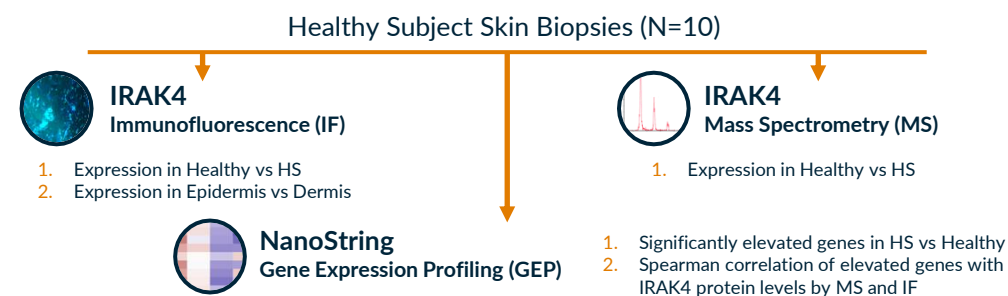 Healthy Subject Skin Biopsies (N=10)
IRAK4
Immunofluorescence (IF)
1. Expression in Healthy vs HS
2. Expression in Epidermis vs Dermis
IRAK4
Mass Spectrometry (MS)
1. Expression in Healthy vs HS
NanoString
Gene Expression Profiling (GEP)
1. Significantly elevated genes in HS vs Healthy
2. Spearman correlation of elevated genes with
IRAK4 protein levels by MS and IF